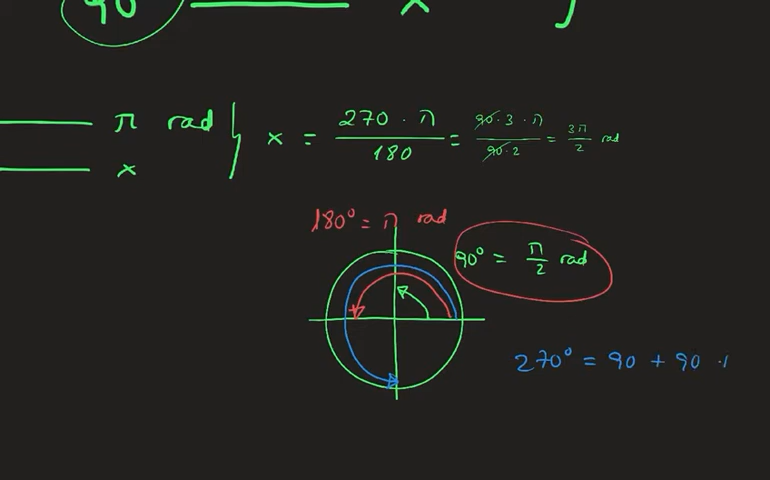 90 x
π rad
x = 270 · π / 180 = 90 · 3 · π / 90 · 2 = 3π / 2 rad
x
180° = π rad
90° = π / 2 rad
270° = 90 + 90 ·